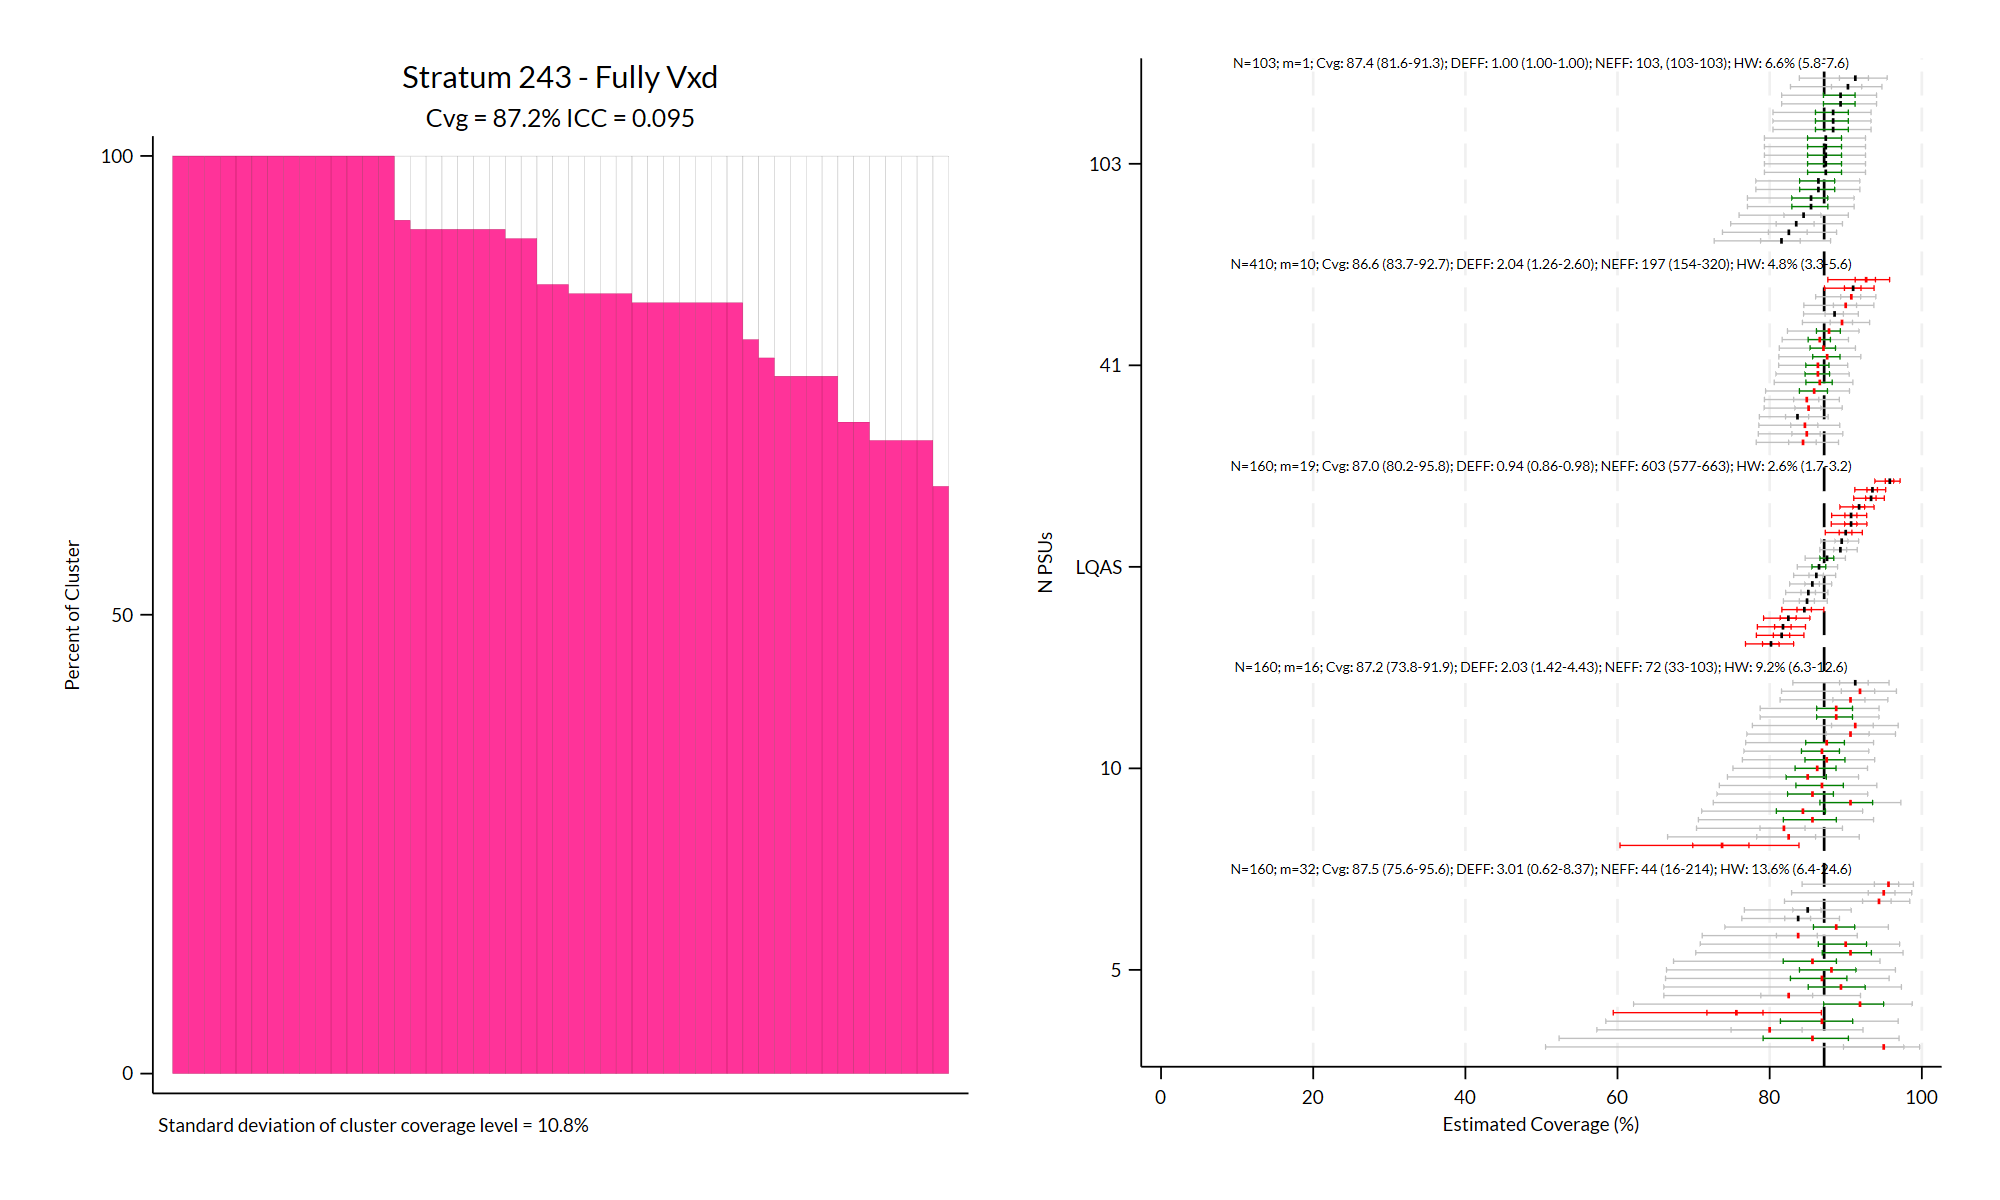 Stratum 243 - Fully Vxd
Cvg = 87.2% ICC = 0.095
Percent of Cluster
100
50
0
Standard deviation of cluster coverage level = 10.8%
N PSUs
N=103; m=1; Cvg: 87.4 (81.6-91.3); DEFF: 1.00 (1.00-1.00); NEFF: 103, (103-103); HW: 6.6% (5.8-7.6)
103
N=410; m=10; Cvg: 86.6 (83.7-92.7); DEFF: 2.04 (1.26-2.60); NEFF: 197 (154-320); HW: 4.8% (3.3-5.6)
41
N=160; m=19; Cvg: 87.0 (80.2-95.8); DEFF: 0.94 (0.86-0.98); NEFF: 603 (577-663); HW: 2.6% (1.7-3.2)
LQAS
N=160; m=16; Cvg: 87.2 (73.8-91.9); DEFF: 2.03 (1.42-4.43); NEFF: 72 (33-103); HW: 9.2% (6.3-12.6)
10
N=160; m=32; Cvg: 87.5 (75.6-95.6); DEFF: 3.01 (0.62-8.37); NEFF: 44 (16-214); HW: 13.6% (6.4-24.6)
5
0 20 40 60 80 100
Estimated Coverage (%)